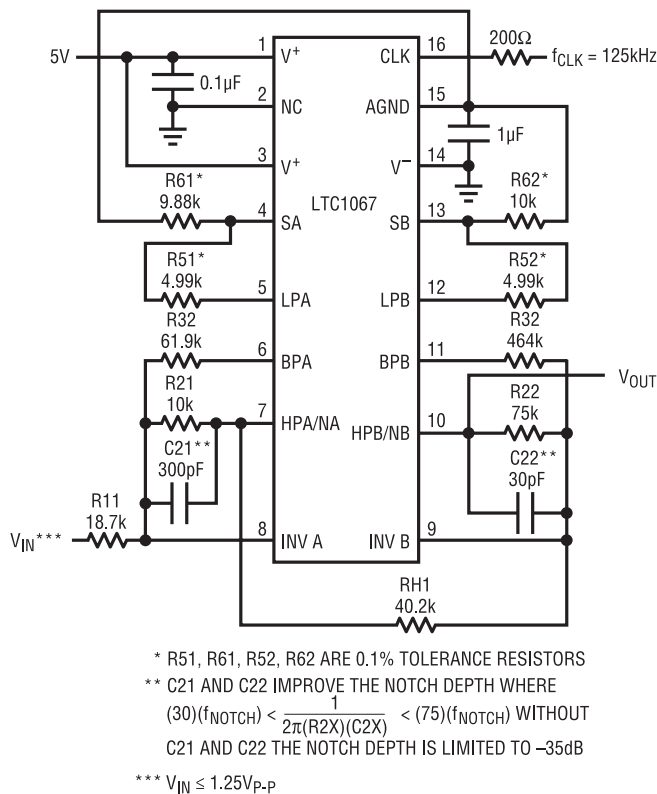 5V
1
V+
0.1µF
2
NC
3
V+
R61*
9.88k
4
SA
R51*
4.99k
5
LPA
R32
61.9k
6
BPA
R21
10k
7
HPA/NA
C21**
300pF
R11
18.7k
VIN***
8
INV A
LTC1067
CLK
16
200Ω
fCLK = 125kHz
AGND
15
1µF
V−
14
R62*
10k
SB
13
R52*
4.99k
LPB
12
R32
464k
BPB
11
VOUT
R22
75k
HPB/NB
10
C22**
30pF
INV B
9
RH1
40.2k
* R51, R61, R52, R62 ARE 0.1% TOLERANCE RESISTORS
** C21 AND C22 IMPROVE THE NOTCH DEPTH WHERE
(30)(fNOTCH) < 1 / 2π(R2X)(C2X) < (75)(fNOTCH) WITHOUT
C21 AND C22 THE NOTCH DEPTH IS LIMITED TO –35dB
*** VIN ≤ 1.25VP-P